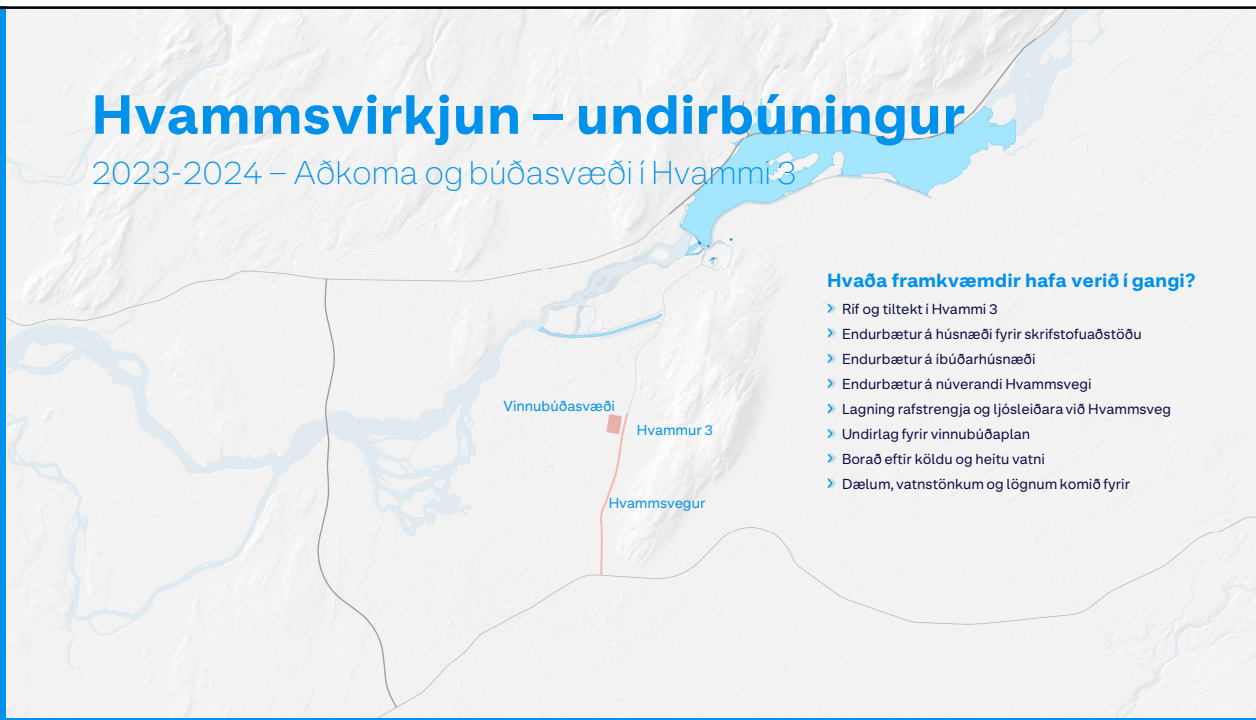 Hvammsvirkjun – undirbúningur
2023-2024 – Aðkoma og búðasvæði í Hvammi 3
Hvaða framkvæmdir hafa verið í gangi?
Rif og tiltekt í Hvammi 3
Endurbætur á húsnæði fyrir skrifstofuaðstöðu
Endurbætur á íbúðarhúsnæði
Endurbætur á núverandi Hvammsvegi
Lagning rafstrengja og ljósleiðara við Hvammsveg
Undirlag fyrir vinnubúðaplan
Borað eftir köldu og heitu vatni
Dælum, vatnstönkum og lögnum komið fyrir
Vinnubúðasvæði
Hvammur 3
Hvammsvegur